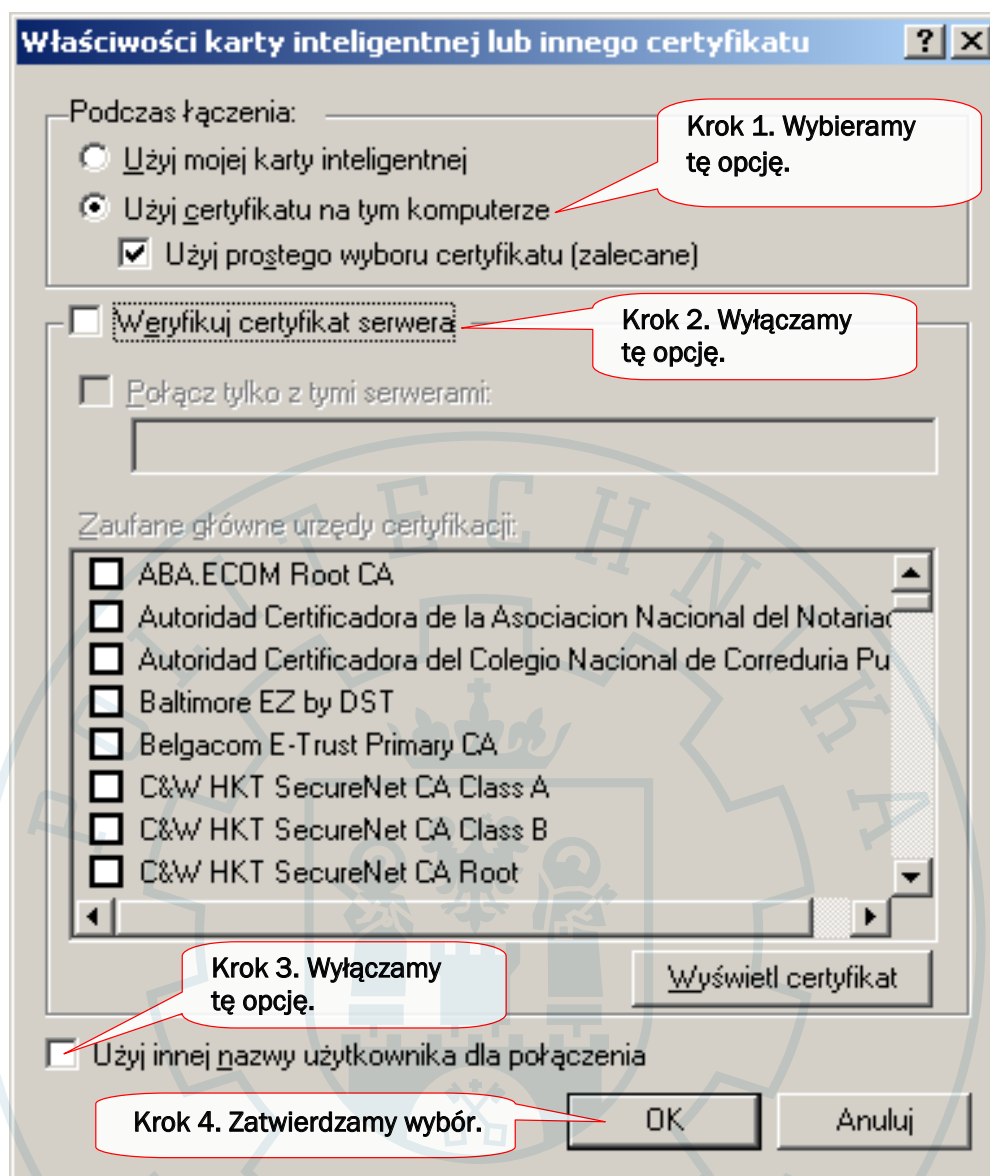 Właściwości karty inteligentnej lub innego certyfikatu
Podczas łączenia:
Krok 1. Wybieramy
tę opcję.
Użyj mojej karty inteligentnej
Użyj certyfikatu na tym komputerze
Użyj prostego wyboru certyfikatu (zalecane)
Weryfikuj certyfikat serwera
Krok 2. Wyłączamy
tę opcję.
Połącz tylko z tymi serwerami:
Zaufane główne urzędy certyfikacji:
ABA.ECOM Root CA
Autoridad Certificadora de la Asociacion Nacional del Notariac
Autoridad Certificadora del Colegio Nacional de Correduria Pu
Baltimore EZ by DST
Belgacom E-Trust Primary CA
C&W HKT SecureNet CA Class A
C&W HKT SecureNet CA Class B
C&W HKT SecureNet CA Root
Krok 3. Wyłączamy
tę opcję.
Wyświetl certyfikat
Użyj innej nazwy użytkownika dla połączenia
Krok 4. Zatwierdzamy wybór.
OK
Anuluj